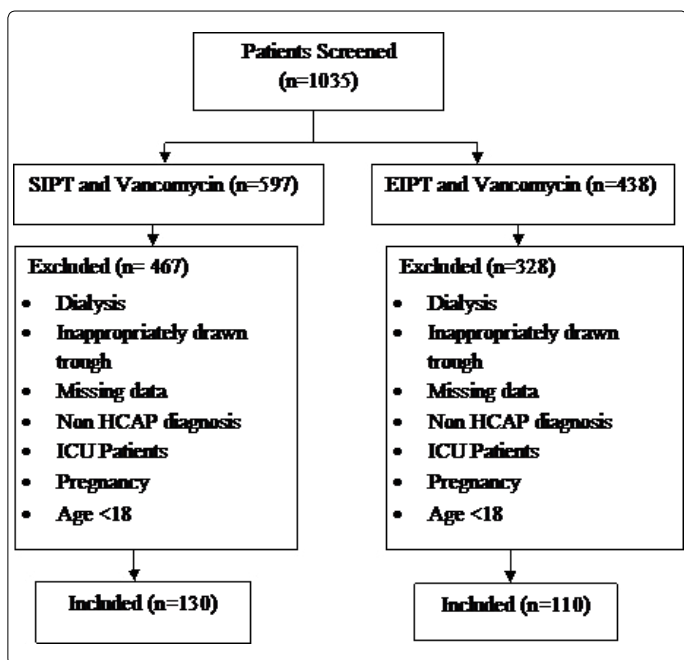 Patients Screened
(n=1035)
SIPT and Vancomycin (n=597)
EIPT and Vancomycin (n=438)
Excluded (n= 467)
• Dialysis
• Inappropriately drawn
trough
• Missing data
• Non HCAP diagnosis
• ICU Patients
• Pregnancy
• Age <18
Excluded (n=328)
• Dialysis
• Inappropriately drawn
trough
• Missing data
• Non HCAP diagnosis
• ICU Patients
• Pregnancy
• Age <18
Included (n=130)
Included (n=110)